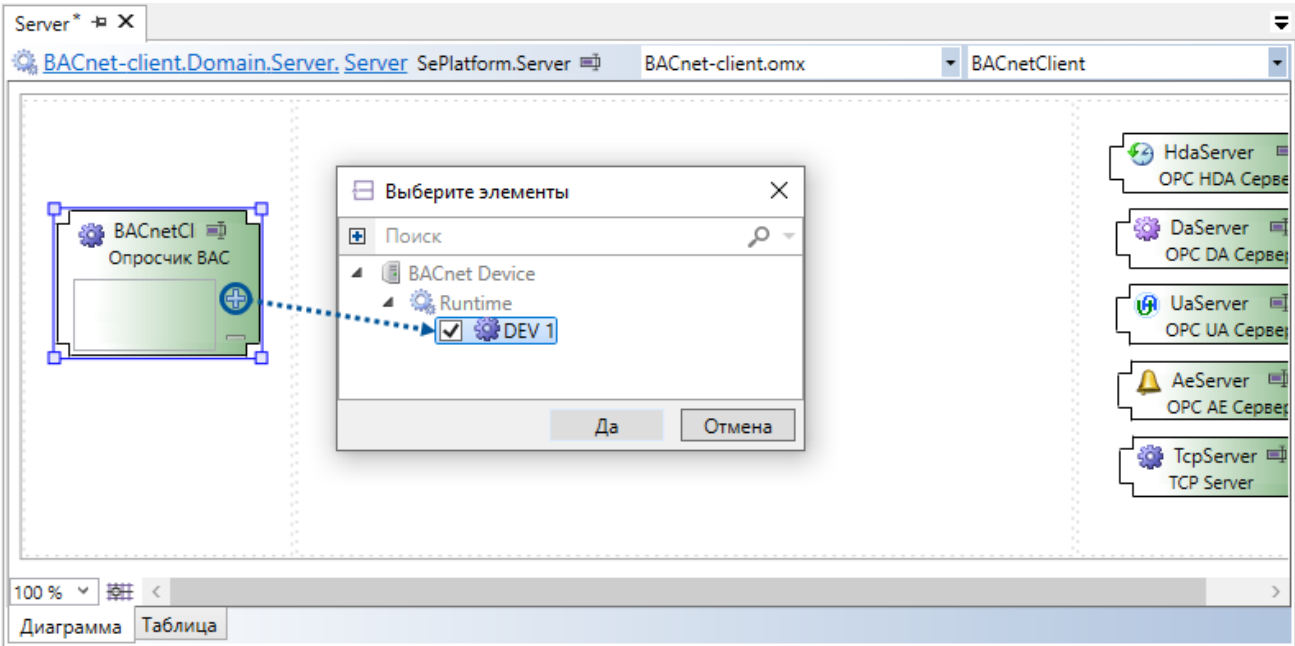 Server*
BACnet-client.Domain.Server. Server SePlatform.Server BACnet-client.omx BACnetClient
HdaServer
OPC HDA Серве
Выберите элементы
Поиск
BACnetCl
Опросчик BAC
DaServer
OPC DA Сервер
BACnet Device
Runtime
DEV 1
UaServer
OPC UA Сервер
AeServer
OPC AE Сервер
Да Отмена
TcpServer
TCP Server
100 %
Диаграмма Таблица